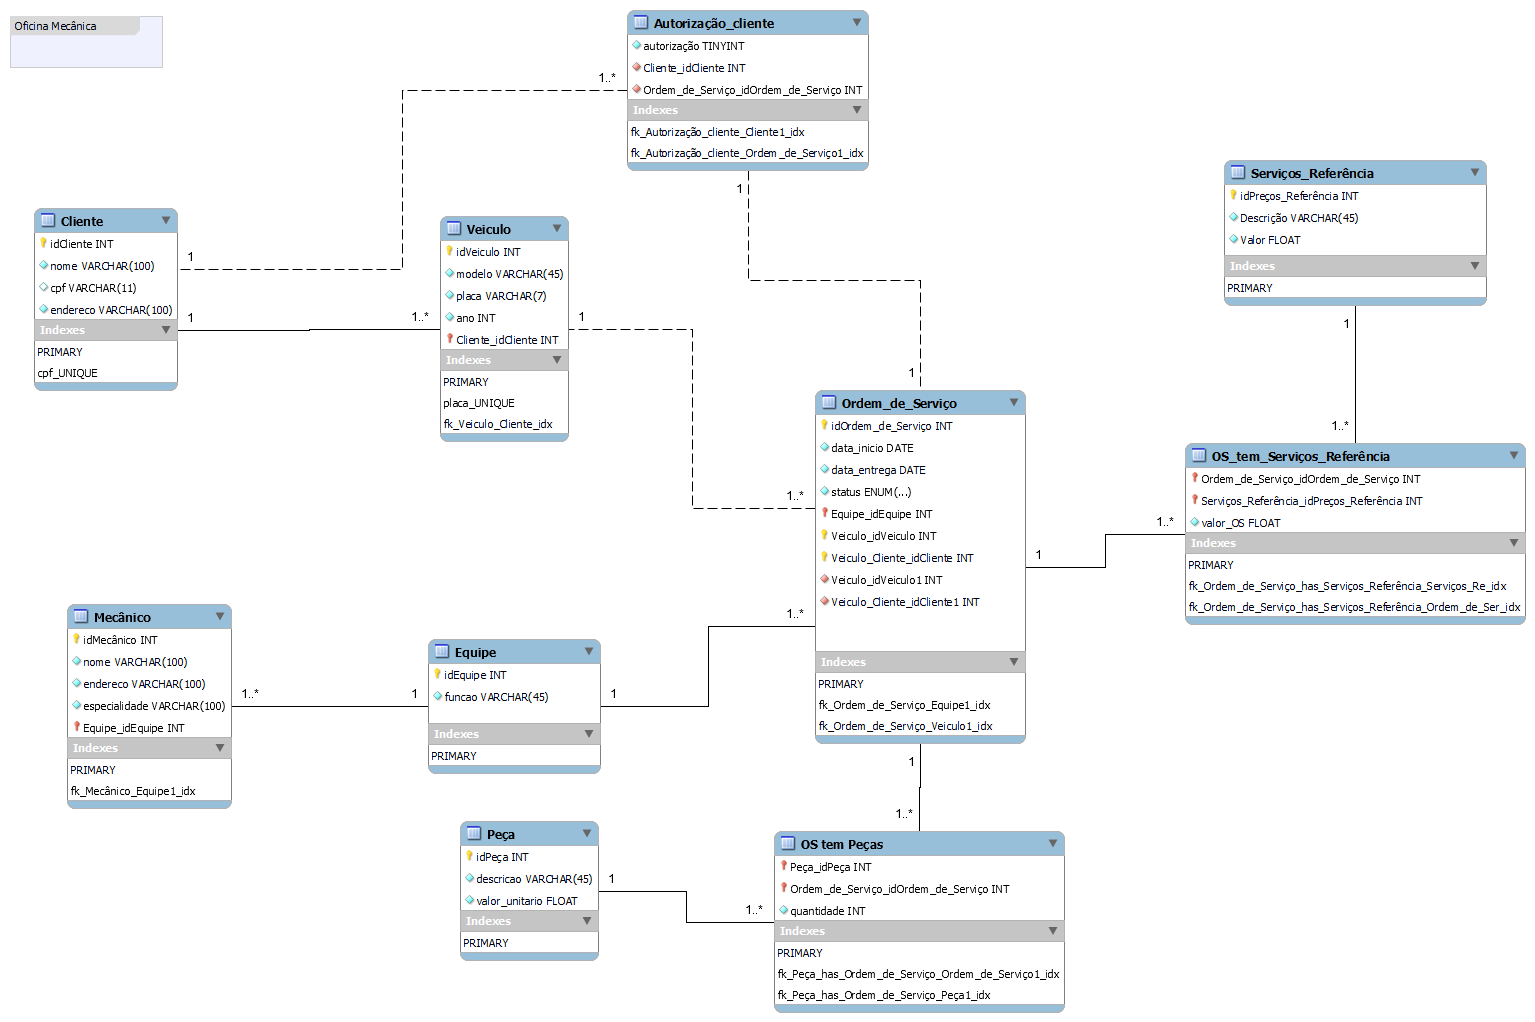 Oficina Mecânica
Autorização_cliente
autorização TINYINT
Cliente_idCliente INT
Ordem_de_Serviço_idOrdem_de_Serviço INT
Indexes
fk_Autorização_cliente_Cliente1_idx
fk_Autorização_cliente_Ordem_de_Serviço1_idx
1..*
1
Serviços_Referência
idPreços_Referência INT
Descrição VARCHAR(45)
Valor FLOAT
Indexes
PRIMARY
1
1..*
Cliente
idCliente INT
nome VARCHAR(100)
cpf VARCHAR(11)
endereco VARCHAR(100)
Indexes
PRIMARY
cpf_UNIQUE
1
1
1..*
Veiculo
idVeiculo INT
modelo VARCHAR(45)
placa VARCHAR(7)
ano INT
Cliente_idCliente INT
Indexes
PRIMARY
placa_UNIQUE
fk_Veiculo_Cliente_idx
1
1..*
1
Ordem_de_Serviço
idOrdem_de_Serviço INT
data_inicio DATE
data_entrega DATE
status ENUM(...)
Equipe_idEquipe INT
Veiculo_idVeiculo INT
Veiculo_Cliente_idCliente INT
Veiculo_idVeiculo1 INT
Veiculo_Cliente_idCliente1 INT
Indexes
PRIMARY
fk_Ordem_de_Serviço_Equipe1_idx
fk_Ordem_de_Serviço_Veiculo1_idx
1
1..*
OS_tem_Serviços_Referência
Ordem_de_Serviço_idOrdem_de_Serviço INT
Serviços_Referência_idPreços_Referência INT
valor_OS FLOAT
Indexes
PRIMARY
fk_Ordem_de_Serviço_has_Serviços_Referência_Serviços_Re_idx
fk_Ordem_de_Serviço_has_Serviços_Referência_Ordem_de_Ser_idx
Mecânico
idMecânico INT
nome VARCHAR(100)
endereco VARCHAR(100)
especialidade VARCHAR(100)
Equipe_idEquipe INT
Indexes
PRIMARY
fk_Mecânico_Equipe1_idx
1..*
1
Equipe
idEquipe INT
funcao VARCHAR(45)
Indexes
PRIMARY
1
1..*
1
1..*
Peça
idPeça INT
descricao VARCHAR(45)
valor_unitario FLOAT
Indexes
PRIMARY
1
1..*
OS tem Peças
Peça_idPeça INT
Ordem_de_Serviço_idOrdem_de_Serviço INT
quantidade INT
Indexes
PRIMARY
fk_Peça_has_Ordem_de_Serviço_Ordem_de_Serviço1_idx
fk_Peça_has_Ordem_de_Serviço_Peça1_idx